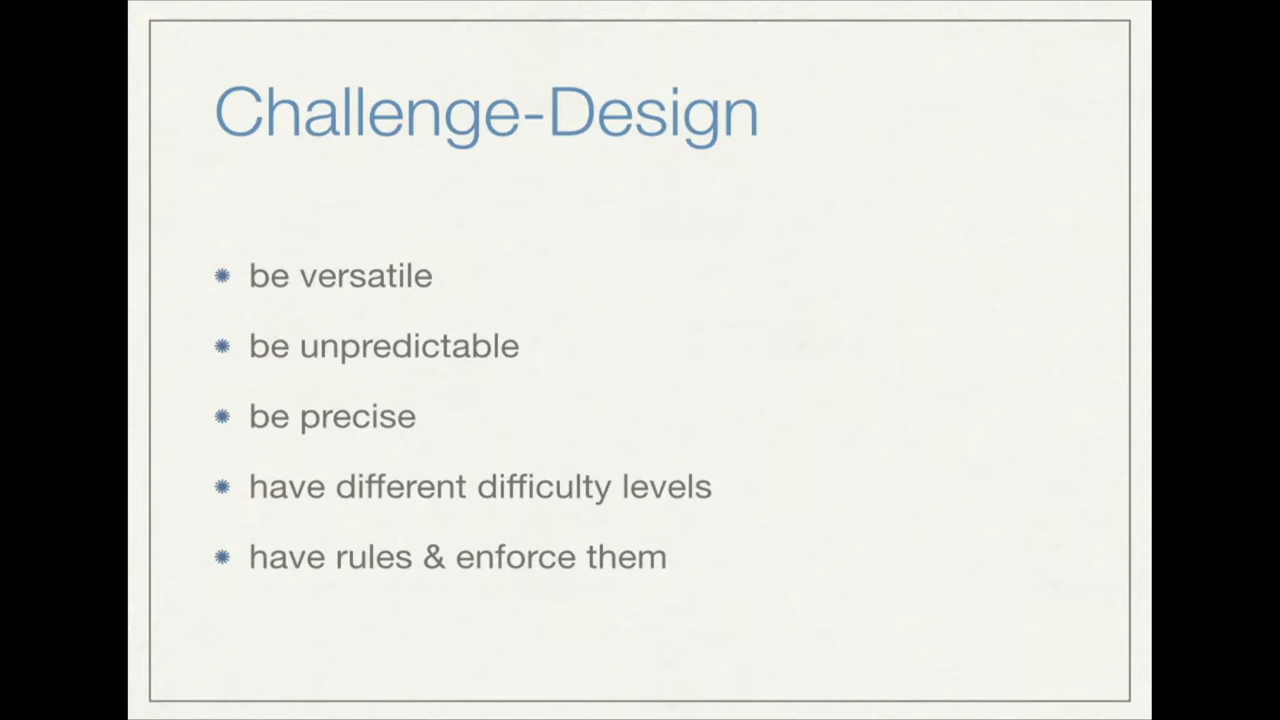 Challenge-Design
be versatile
be unpredictable
be precise
have different difficulty levels
have rules & enforce them